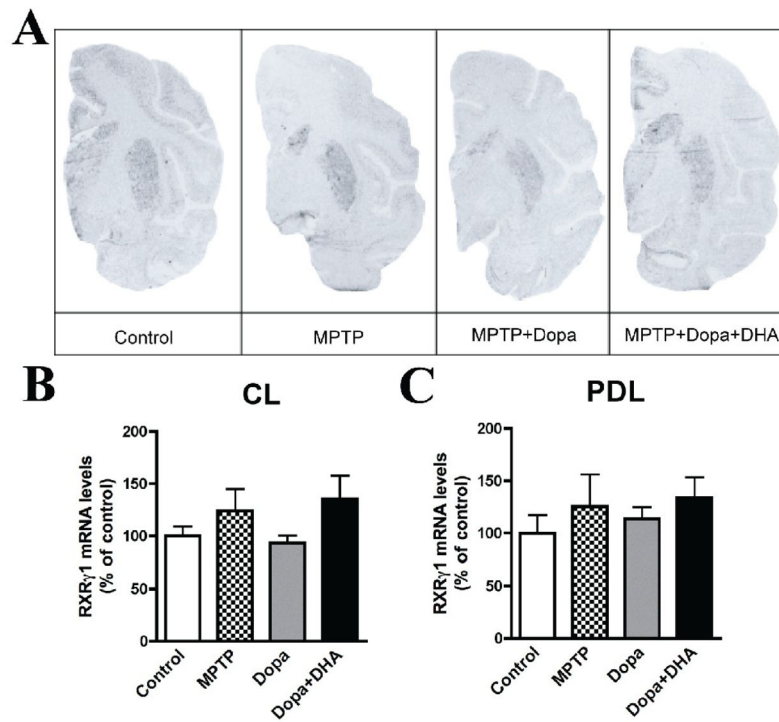 A
Control MPTP MPTP+Dopa MPTP+Dopa+DHA
B
CL
RXRγ1 mRNA levels
(% of control)
200
150
100
50
0
Control MPTP Dopa Dopa+DHA
C
PDL
RXRγ1 mRNA levels
(% of control)
200
150
100
50
0
Control MPTP Dopa Dopa+DHA